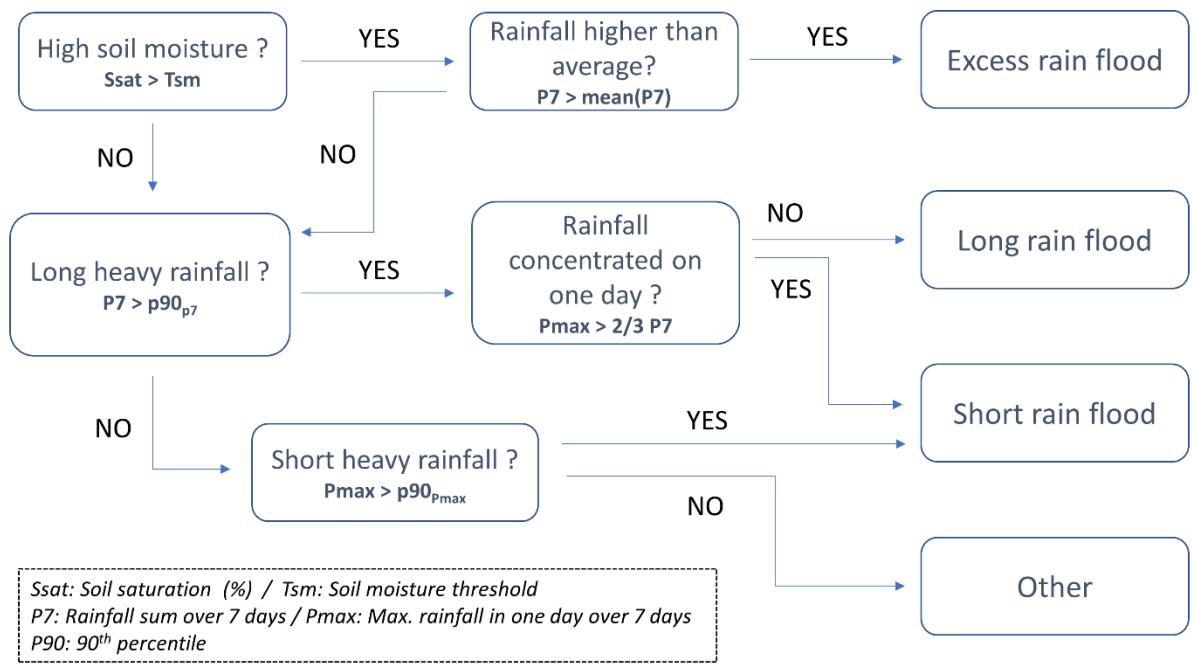 High soil moisture ?
Ssat > Tsm
YES
Rainfall higher than
average?
P7 > mean(P7)
YES
Excess rain flood
NO
NO
Long heavy rainfall ?
P7 > p90p7
YES
Rainfall
concentrated on
one day ?
Pmax > 2/3 P7
NO
Long rain flood
YES
NO
Short heavy rainfall ?
Pmax > p90Pmax
YES
Short rain flood
NO
Other
Ssat: Soil saturation (%) / Tsm: Soil moisture threshold
P7: Rainfall sum over 7 days / Pmax: Max. rainfall in one day over 7 days
P90: 90th percentile